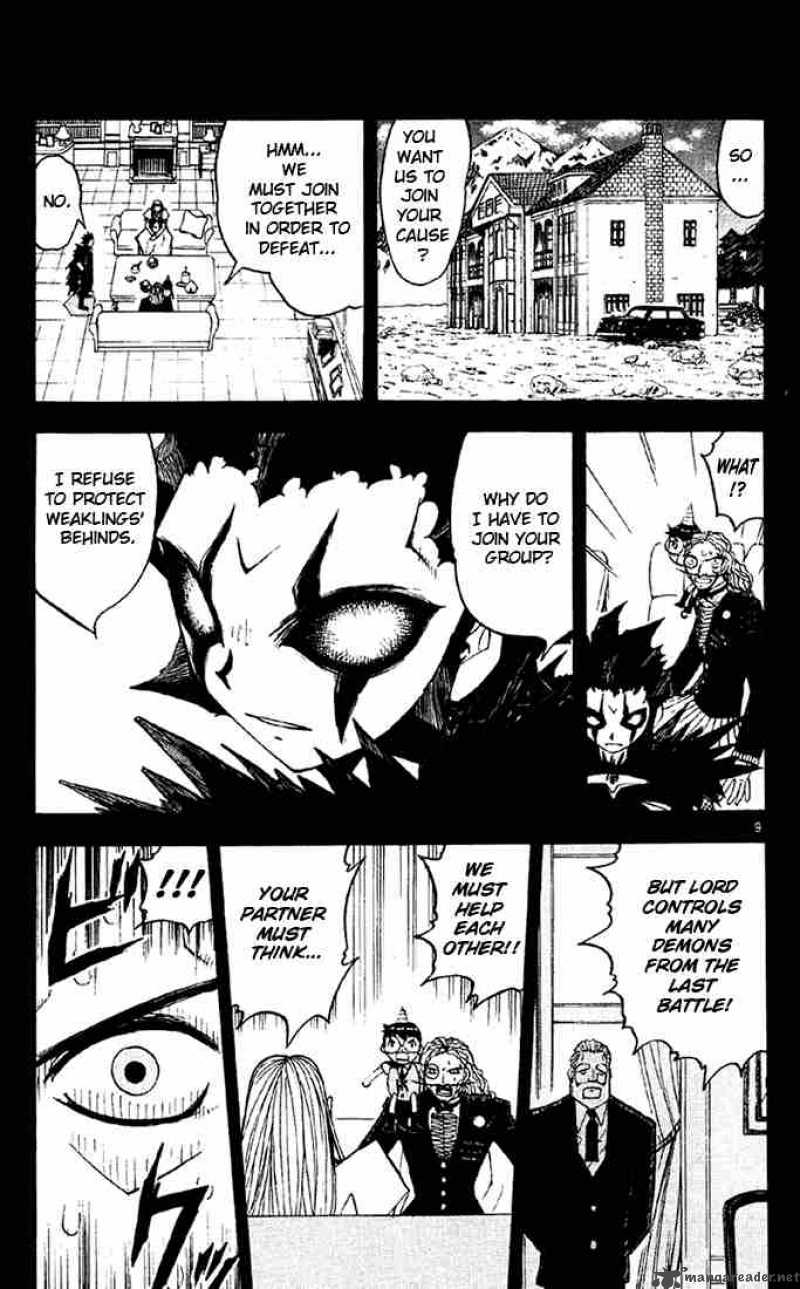 SO
...
YOU
WANT
US TO
JOIN
YOUR
CAUSE
?
HMM...
WE
MUST JOIN
TOGETHER
IN ORDER TO
DEFEAT...
NO.
WHAT
!?
WHY DO
I HAVE TO
JOIN YOUR
GROUP?
I REFUSE
TO PROTECT
WEAKLINGS'
BEHINDS.
9
BUT LORD
CONTROLS
MANY
DEMONS
FROM THE
LAST
BATTLE!
WE
MUST
HELP
EACH
OTHER!!
YOUR
PARTNER
MUST
THINK...
!!!
ビ
ク
mangareader.net